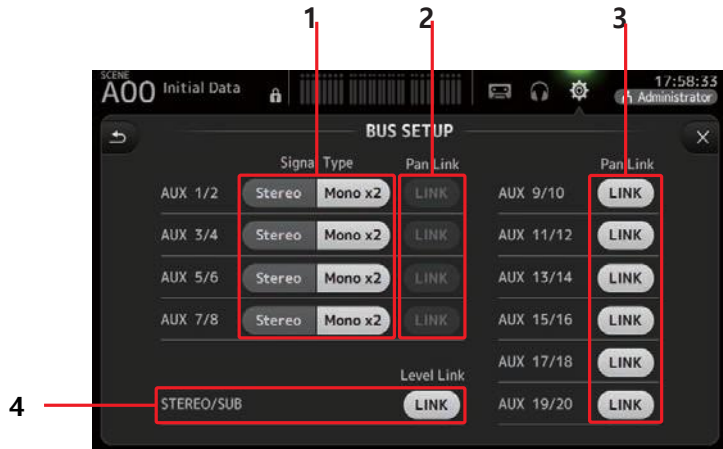 1 2 3
SCENE
A00 Initial Data 17:58:33
Administrator
BUS SETUP
Signal Type Pan Link Pan Link
AUX 1/2 Stereo Mono x2 LINK AUX 9/10 LINK
AUX 3/4 Stereo Mono x2 LINK AUX 11/12 LINK
AUX 5/6 Stereo Mono x2 LINK AUX 13/14 LINK
AUX 7/8 Stereo Mono x2 LINK AUX 15/16 LINK
Level Link AUX 17/18 LINK
4 STEREO/SUB LINK AUX 19/20 LINK